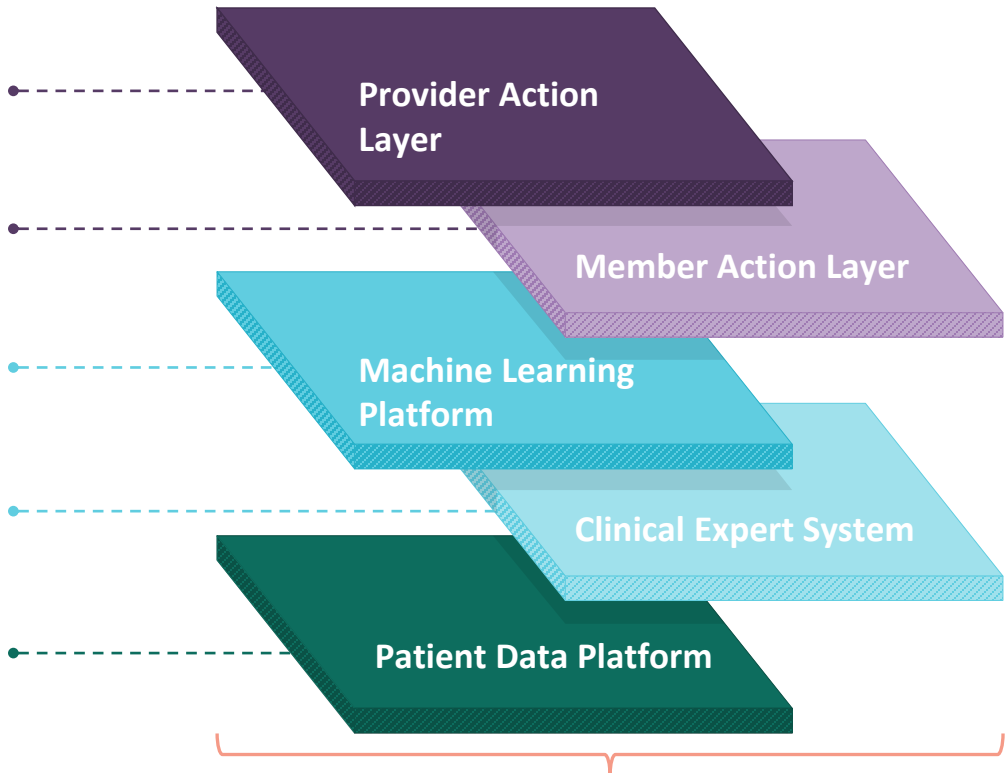 Provider Action
Layer
Member Action Layer
Machine Learning
Platform
Clinical Expert System
Patient Data Platform